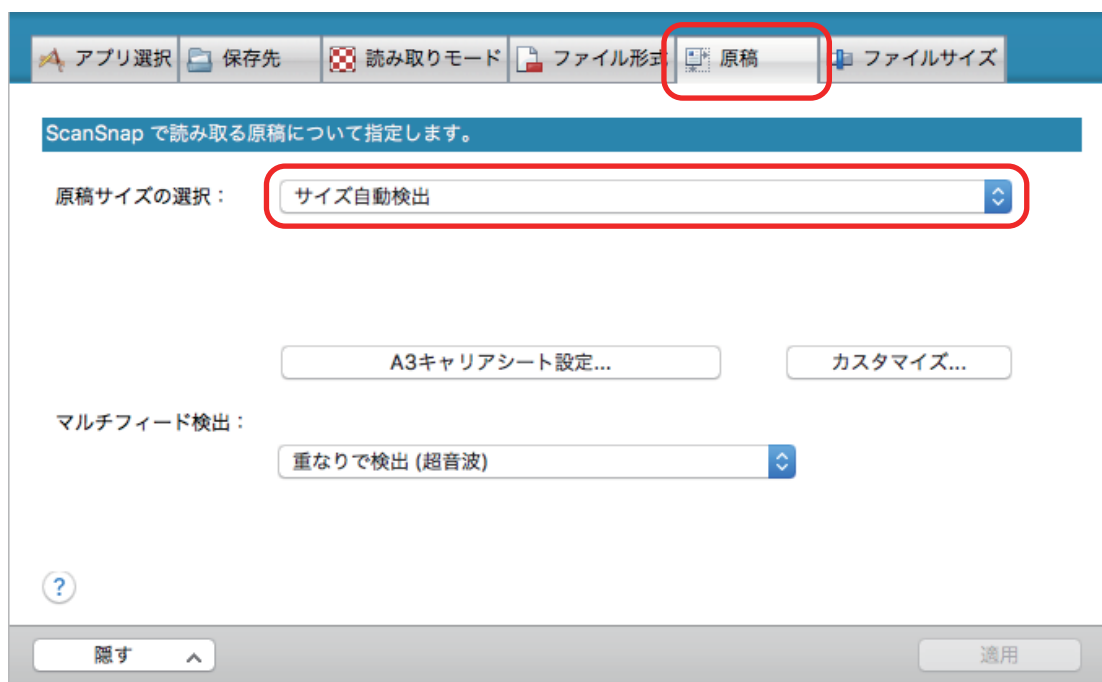 アプリ選択 保存先 読み取りモード ファイル形式 原稿 ファイルサイズ
ScanSnap で読み取る原稿について指定します。
原稿サイズの選択： サイズ自動検出
A3キャリアシート設定... カスタマイズ...
マルチフィード検出：
重なりで検出 (超音波)
?
隠す 適用